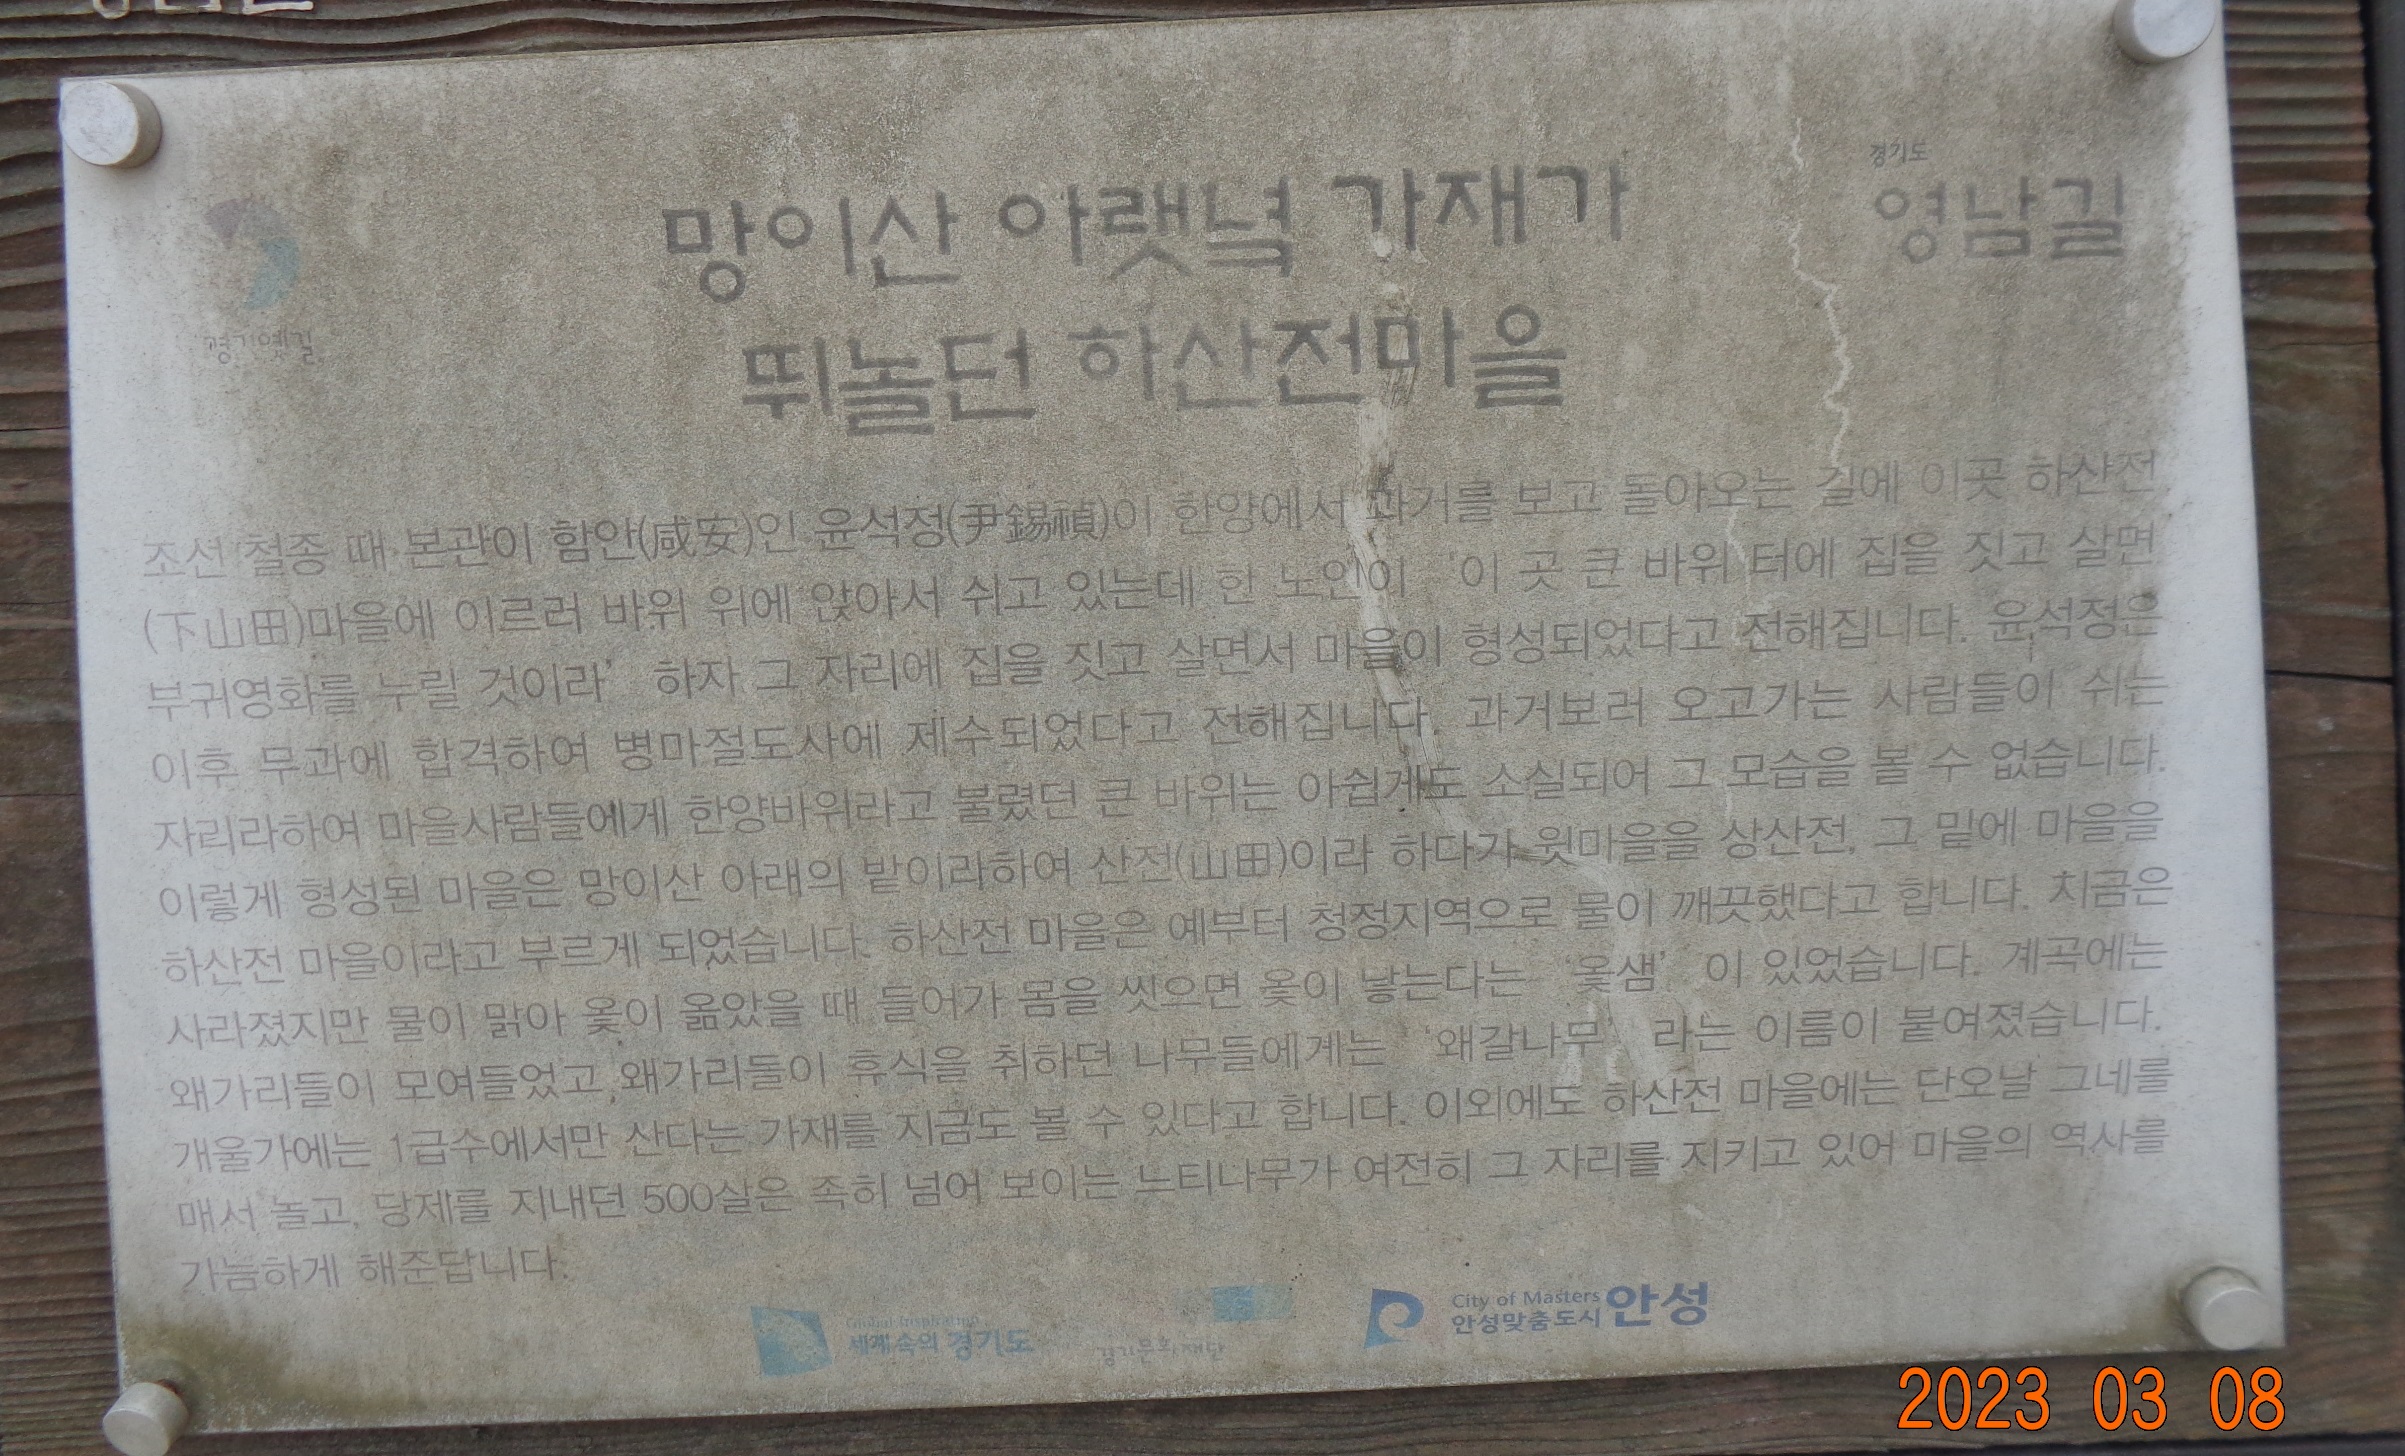 경기도
영남길
경기옛길
망이산 아랫녘 가재가
뛰놀던 하산전마을
조선 철종 때 본관이 함안(咸安)인 윤석정(尹錫禎)이 한양에서 과거를 보고 돌아오는 길에 이곳 하산전
(下山田)마을에 이르러 바위 위에 앉아서 쉬고 있는데 한 노인이 '이 곳 큰 바위 터에 집을 짓고 살면
부귀영화를 누릴 것이라' 하자 그 자리에 집을 짓고 살면서 마을이 형성되었다고 전해집니다. 윤석정은
이후 무과에 합격하여 병마절도사에 제수되었다고 전해집니다. 과거보러 오고가는 사람들이 쉬는
자리라하여 마을사람들에게 한양바위라고 불렸던 큰 바위는 아쉽게도 소실되어 그 모습을 볼 수 없습니다.
이렇게 형성된 마을은 망이산 아래의 밭이라하여 산전(山田)이라 하다가 윗마을을 상산전, 그 밑에 마을을
하산전 마을이라고 부르게 되었습니다. 하산전 마을은 예부터 청정지역으로 물이 깨끗했다고 합니다. 지금은
사라졌지만 물이 맑아 옻이 옮았을 때 들어가 몸을 씻으면 옻이 낳는다는 '옻샘' 이 있었습니다. 계곡에는
왜가리들이 모여들었고,왜가리들이 휴식을 취하던 나무들에게는 '왜갈나무' 라는 이름이 붙여졌습니다.
개울가에는 1급수에서만 산다는 가재를 지금도 볼 수 있다고 합니다. 이외에도 하산전 마을에는 단오날 그네를
매서 놀고, 당제를 지내던 500살은 족히 넘어 보이는 느티나무가 여전히 그 자리를 지키고 있어 마을의 역사를
가늠하게 해준답니다.
Global Inspiration
세계속의 경기도
경기문화재단
City of Masters
안성맞춤도시 안성
2023 03 08